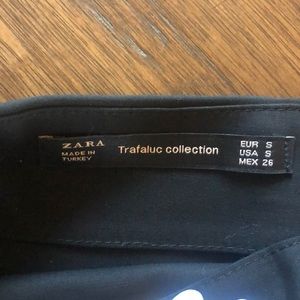 ZARA
MADE IN
TURKEY
Trafaluc collection
EUR S
USA S
MEX 26